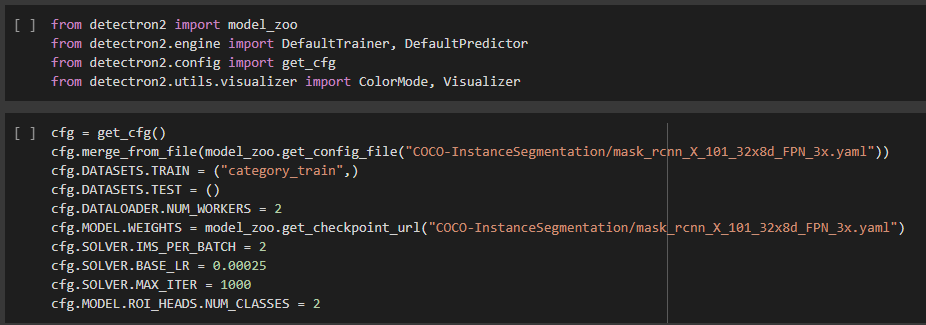 [ ] from detectron2 import model_zoo
from detectron2.engine import DefaultTrainer, DefaultPredictor
from detectron2.config import get_cfg
from detectron2.utils.visualizer import ColorMode, Visualizer
[ ] cfg = get_cfg()
cfg.merge_from_file(model_zoo.get_config_file("COCO-InstanceSegmentation/mask_rcnn_X_101_32x8d_FPN_3x.yaml"))
cfg.DATASETS.TRAIN = ("category_train",)
cfg.DATASETS.TEST = ()
cfg.DATALOADER.NUM_WORKERS = 2
cfg.MODEL.WEIGHTS = model_zoo.get_checkpoint_url("COCO-InstanceSegmentation/mask_rcnn_X_101_32x8d_FPN_3x.yaml")
cfg.SOLVER.IMS_PER_BATCH = 2
cfg.SOLVER.BASE_LR = 0.00025
cfg.SOLVER.MAX_ITER = 1000
cfg.MODEL.ROI_HEADS.NUM_CLASSES = 2